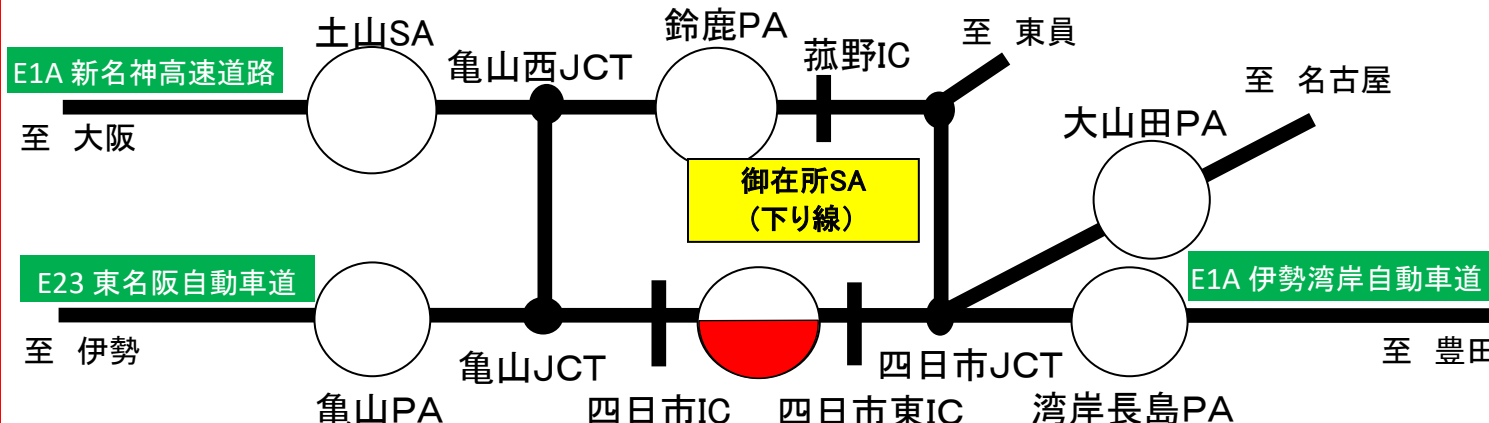 土山SA
鈴鹿PA
至 東員
E1A 新名神高速道路
亀山西JCT
菰野IC
至 名古屋
至 大阪
大山田PA
御在所SA
(下り線)
E23 東名阪自動車道
E1A 伊勢湾岸自動車道
至 伊勢
亀山JCT
四日市JCT
至 豊田
亀山PA
四日市IC
四日市東IC
湾岸長島PA